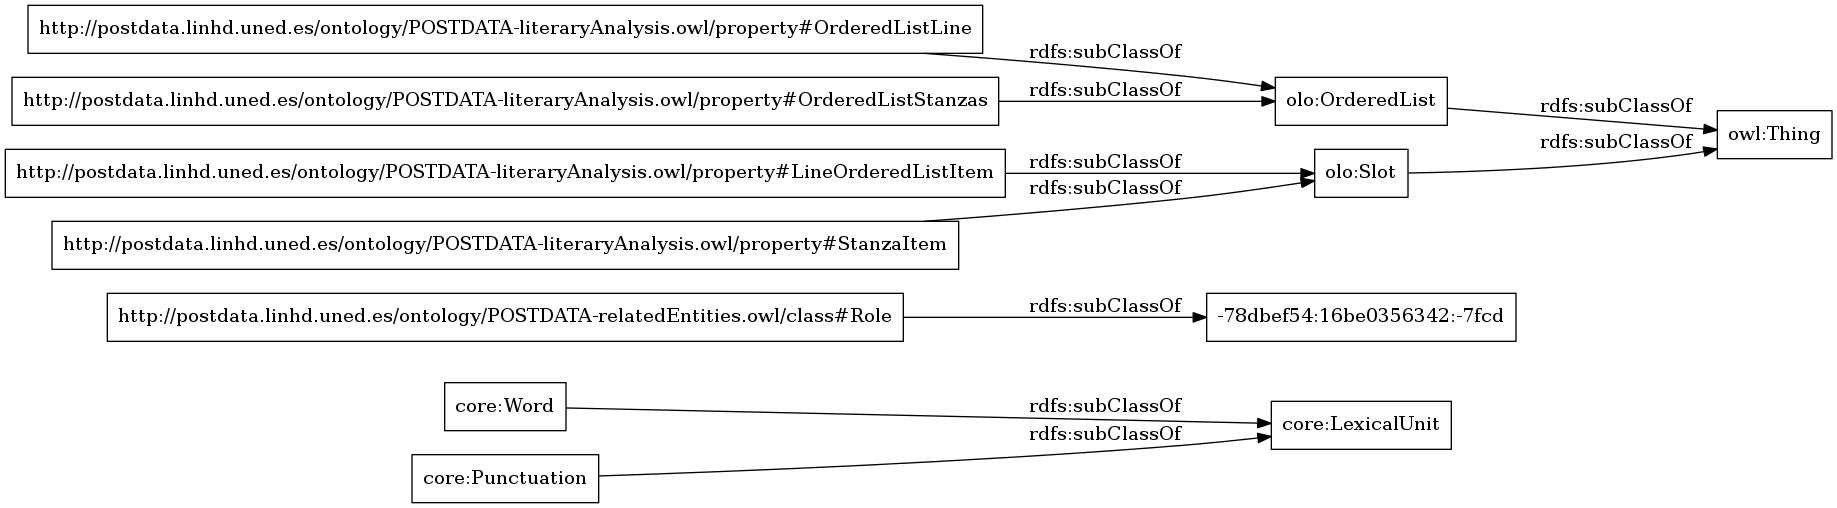 http://postdata.linhd.uned.es/ontology/POSTDATA-literaryAnalysis.owl/property#OrderedListLine
rdfs:subClassOf
http://postdata.linhd.uned.es/ontology/POSTDATA-literaryAnalysis.owl/property#OrderedListStanzas
rdfs:subClassOf
olo:OrderedList
rdfs:subClassOf
owl:Thing
rdfs:subClassOf
http://postdata.linhd.uned.es/ontology/POSTDATA-literaryAnalysis.owl/property#LineOrderedListItem
rdfs:subClassOf
olo:Slot
rdfs:subClassOf
http://postdata.linhd.uned.es/ontology/POSTDATA-literaryAnalysis.owl/property#StanzaItem
http://postdata.linhd.uned.es/ontology/POSTDATA-relatedEntities.owl/class#Role
rdfs:subClassOf
-78dbef54:16be0356342:-7fcd
core:Word
rdfs:subClassOf
core:LexicalUnit
rdfs:subClassOf
core:Punctuation